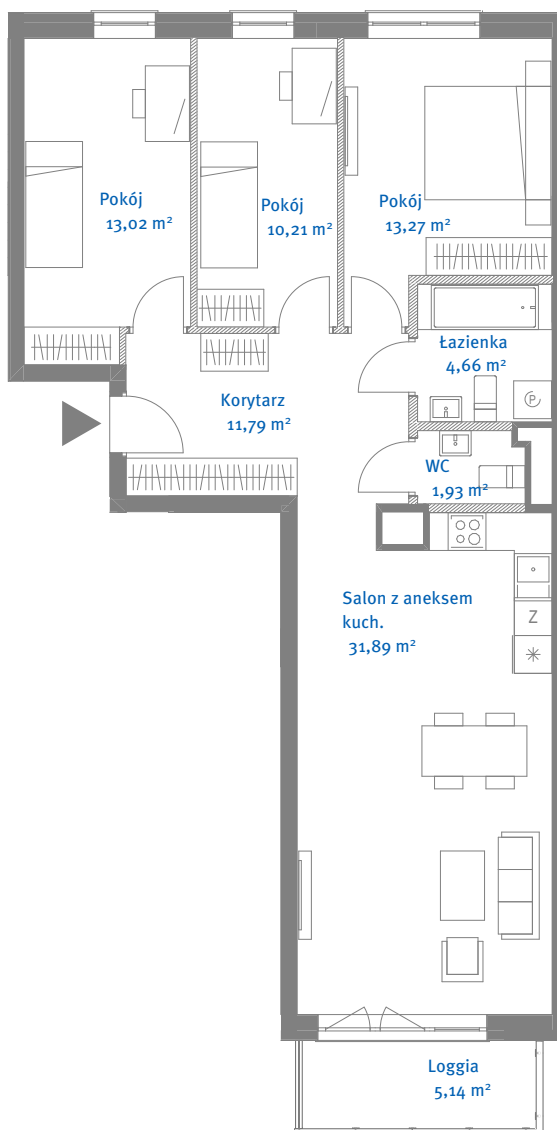 Pokój
13,02 m²
Pokój
10,21 m²
Pokój
13,27 m²
Łazienka
4,66 m²
P
Korytarz
11,79 m²
WC
1,93 m²
Salon z aneksem
kuch.
31,89 m²
Z
Loggia
5,14 m²